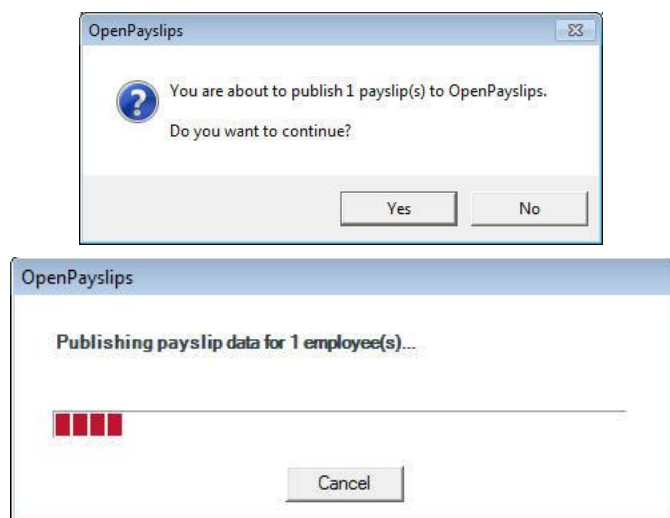 OpenPayslips
You are about to publish 1 payslip(s) to OpenPayslips.
Do you want to continue?
Yes
No
OpenPayslips
Publishing payslip data for 1 employee(s)...
Cancel